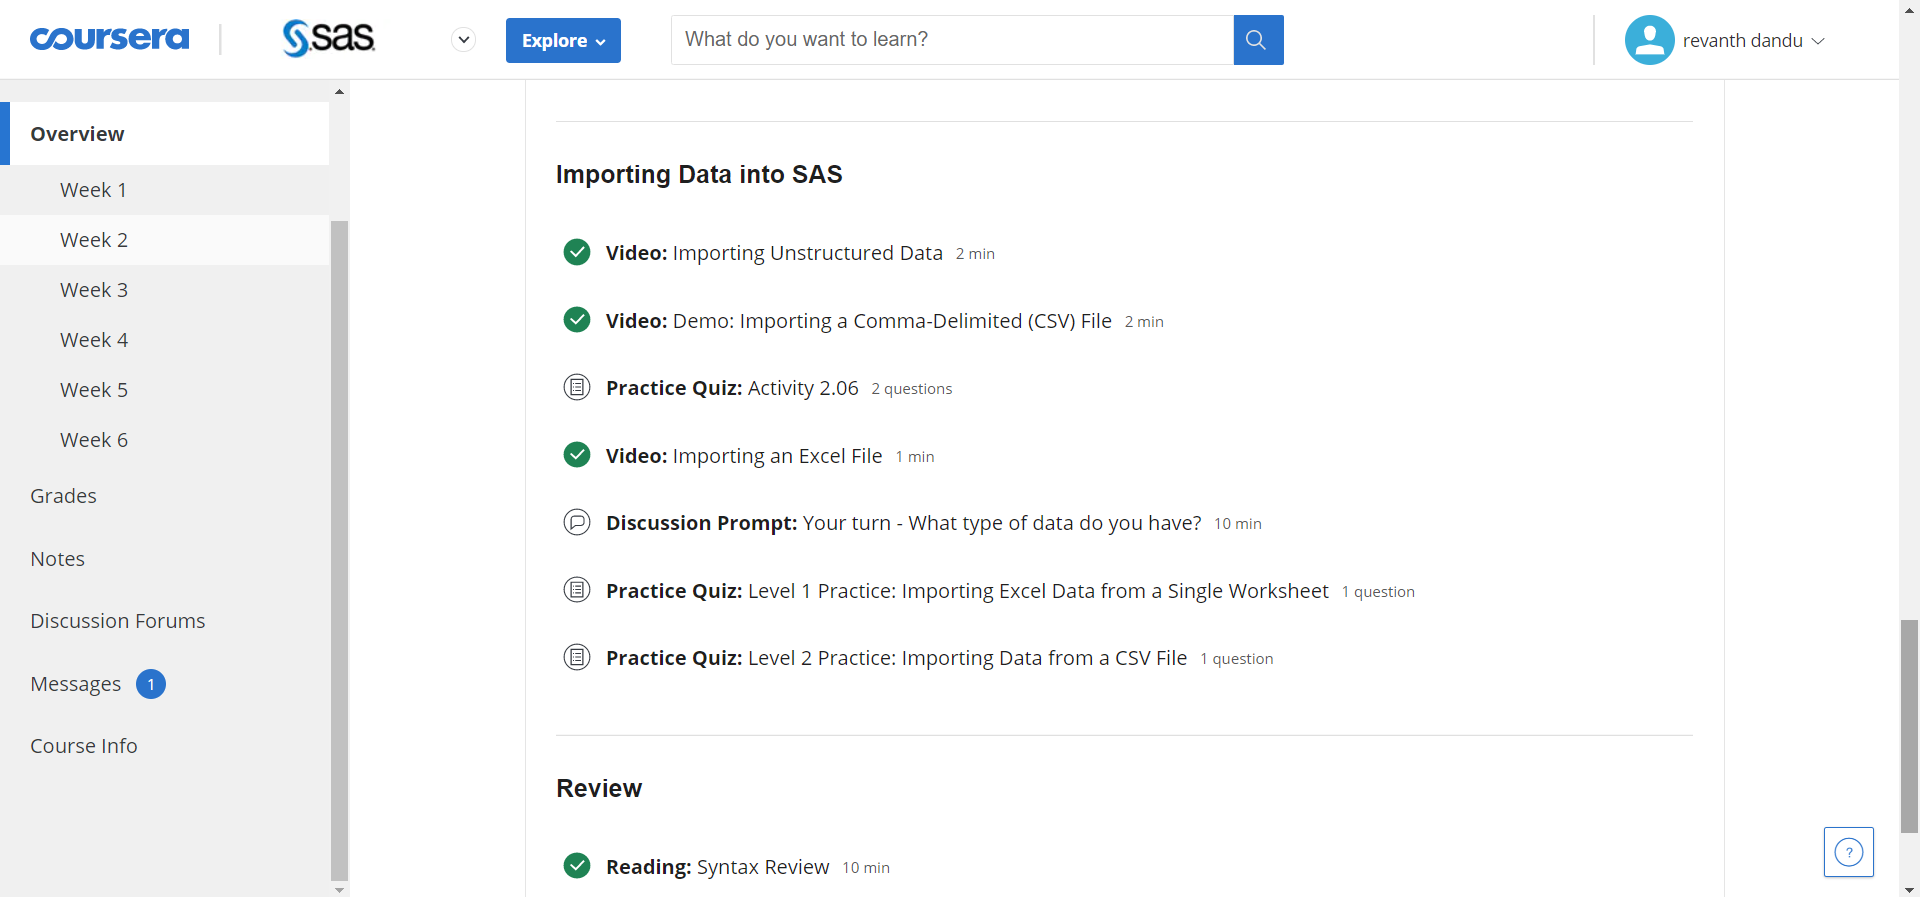 coursera
sas
Explore
What do you want to learn?
revanth dandu
Overview
Week 1
Week 2
Week 3
Week 4
Week 5
Week 6
Grades
Notes
Discussion Forums
Messages 1
Course Info
Importing Data into SAS
Video: Importing Unstructured Data 2 min
Video: Demo: Importing a Comma-Delimited (CSV) File 2 min
Practice Quiz: Activity 2.06 2 questions
Video: Importing an Excel File 1 min
Discussion Prompt: Your turn - What type of data do you have? 10 min
Practice Quiz: Level 1 Practice: Importing Excel Data from a Single Worksheet 1 question
Practice Quiz: Level 2 Practice: Importing Data from a CSV File 1 question
Review
Reading: Syntax Review 10 min
?